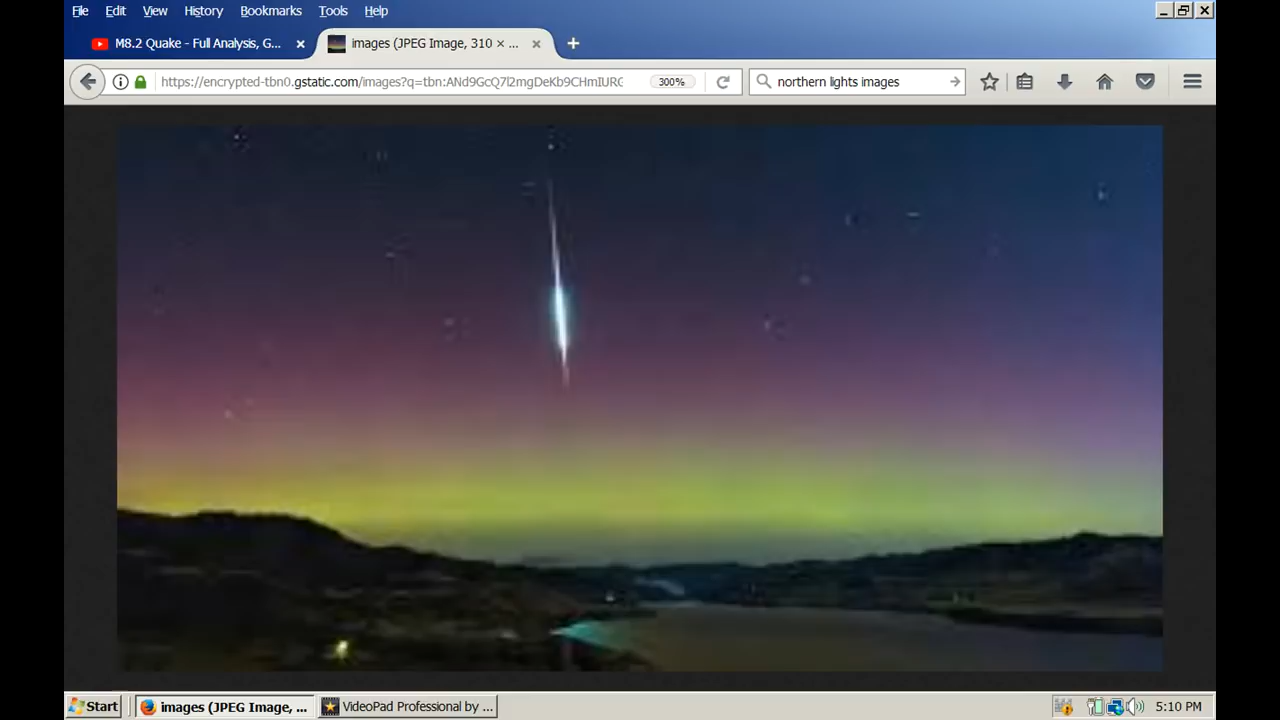 File Edit View History Bookmarks Tools Help
M8.2 Quake - Full Analysis, G... × images (JPEG Image, 310 × ... × +
https://encrypted-tbn0.gstatic.com/images?q=tbn:ANd9GcQ7l2mgDeKb9CHmIURG 300% northern lights images
Start images (JPEG Image, ... VideoPad Professional by ... 5:10 PM